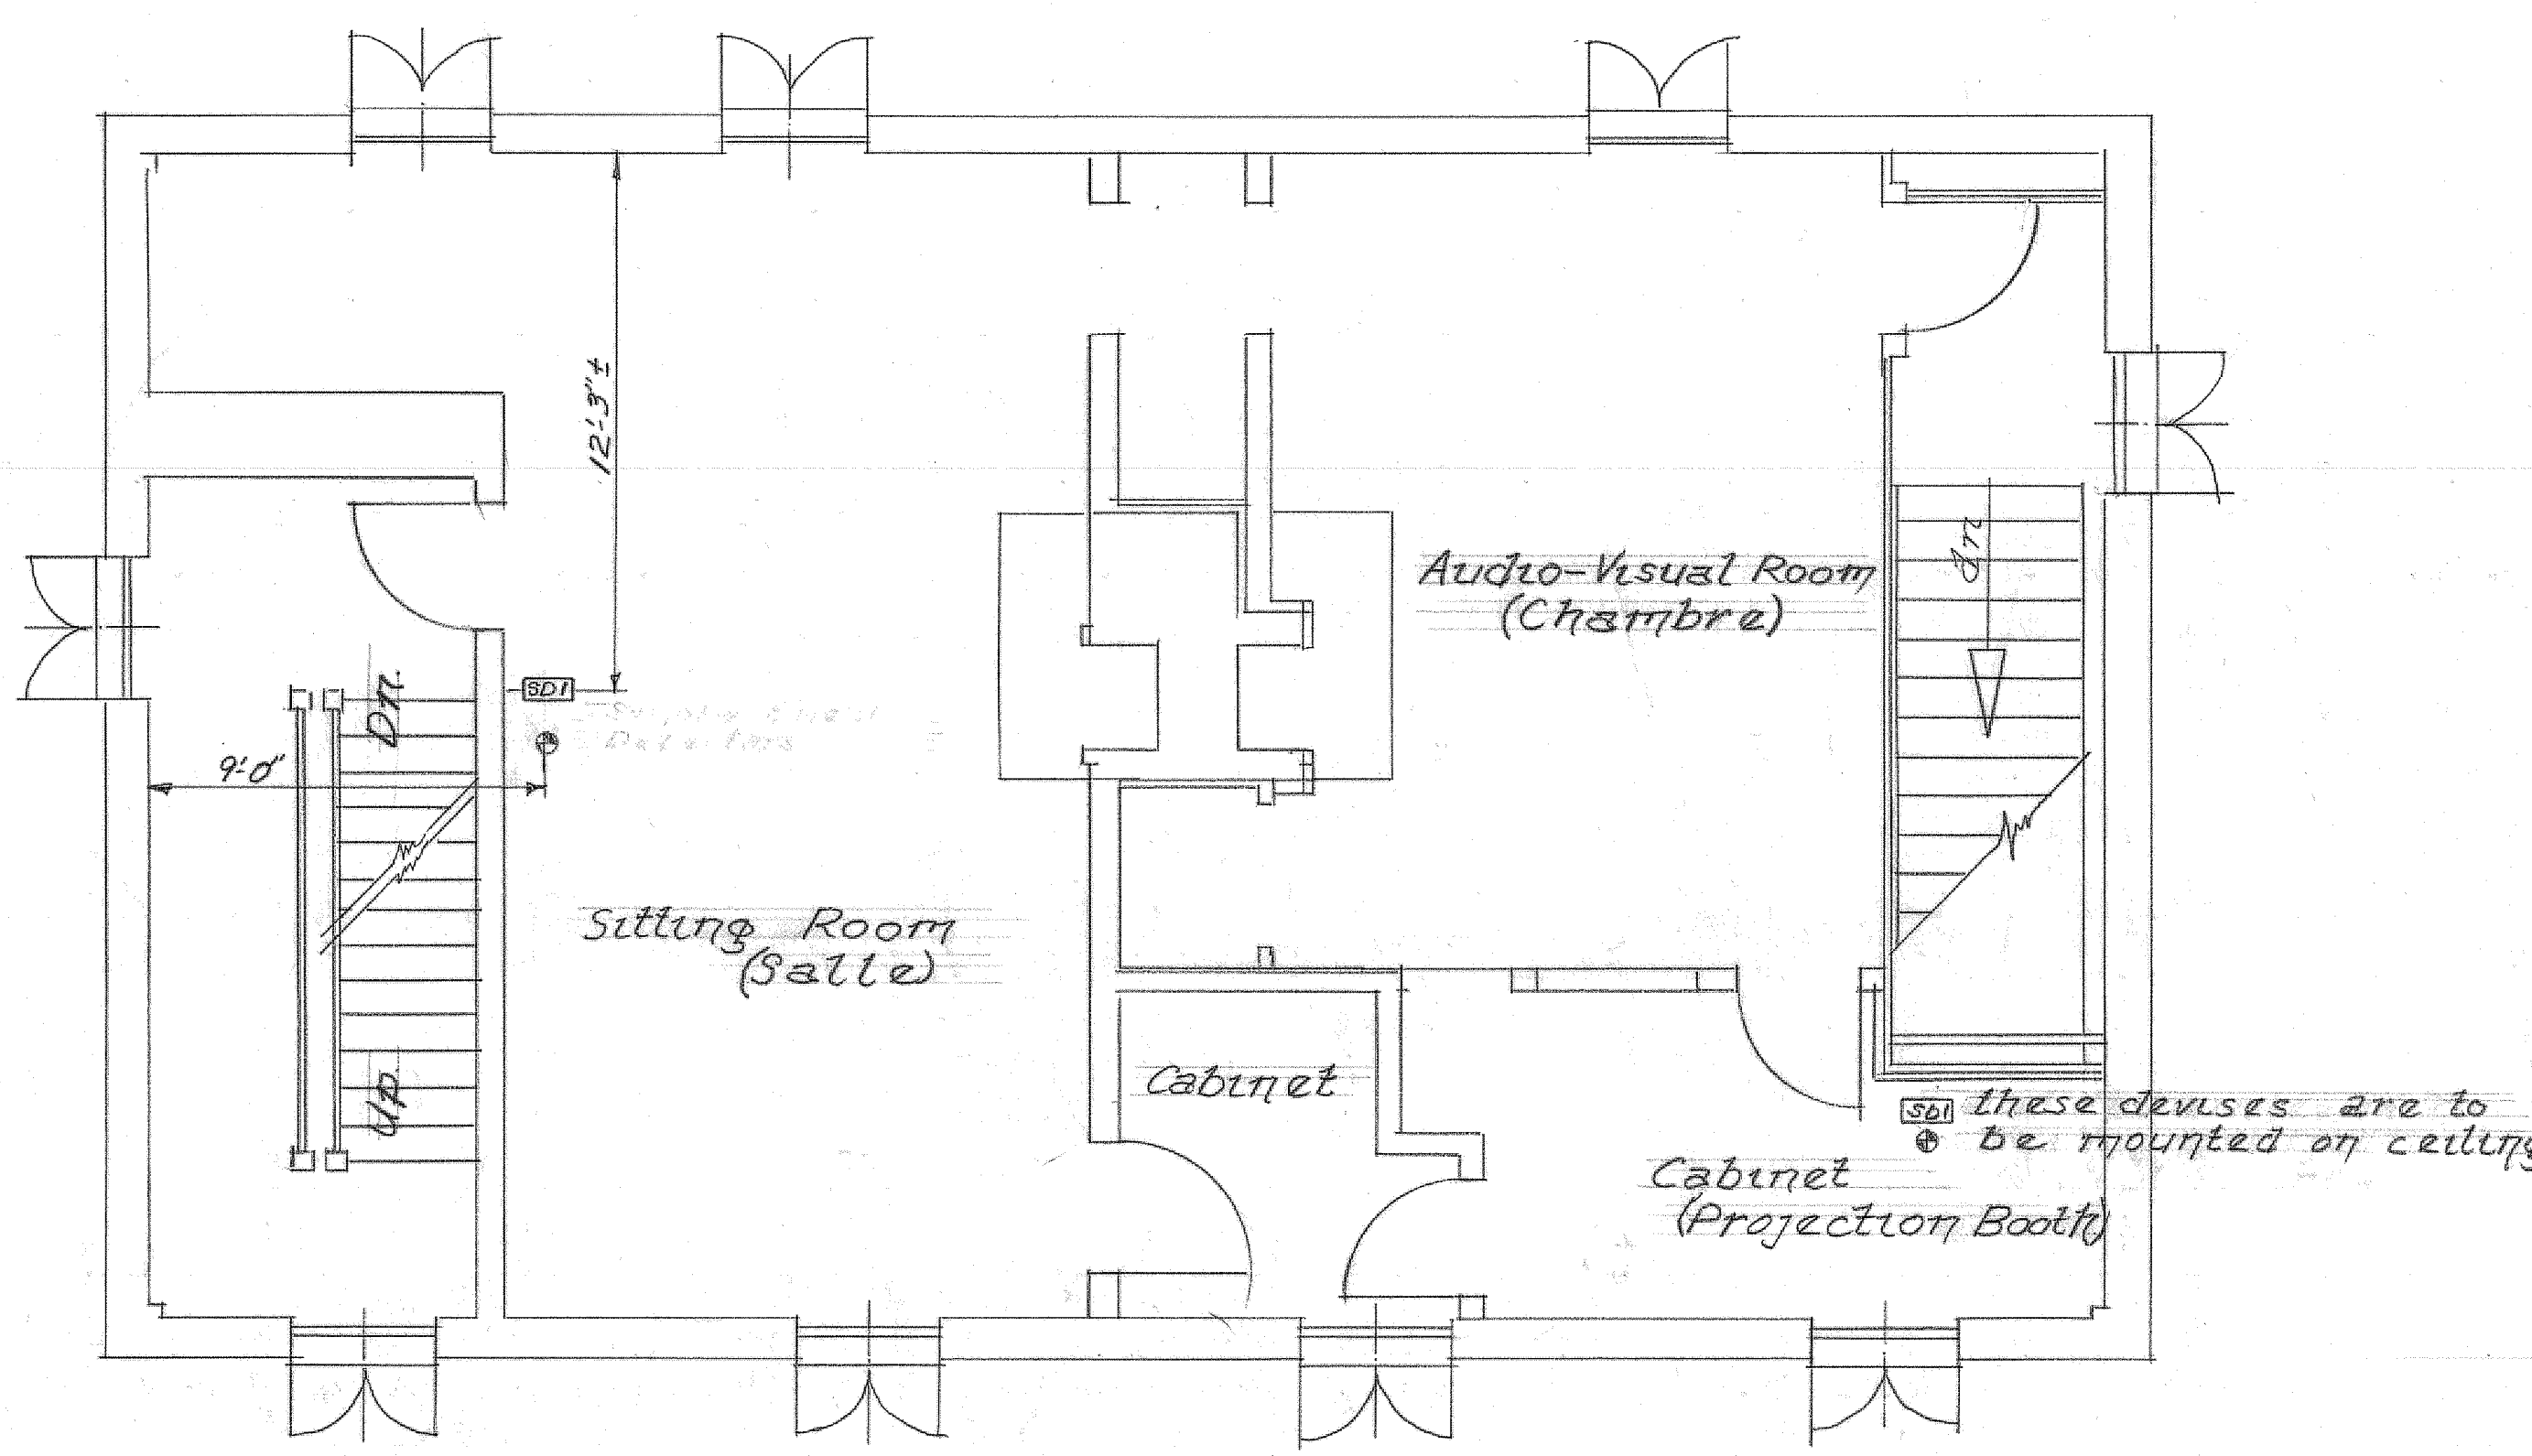 12'-3"±
Audio-Visual Room
(Chambre)
dn
SD1
Dn.
9'-0"
Sitting Room
(Salle)
Cabinet
Up.
SD1 these devises are to
be mounted on ceiling
Cabinet
(Projection Booth)